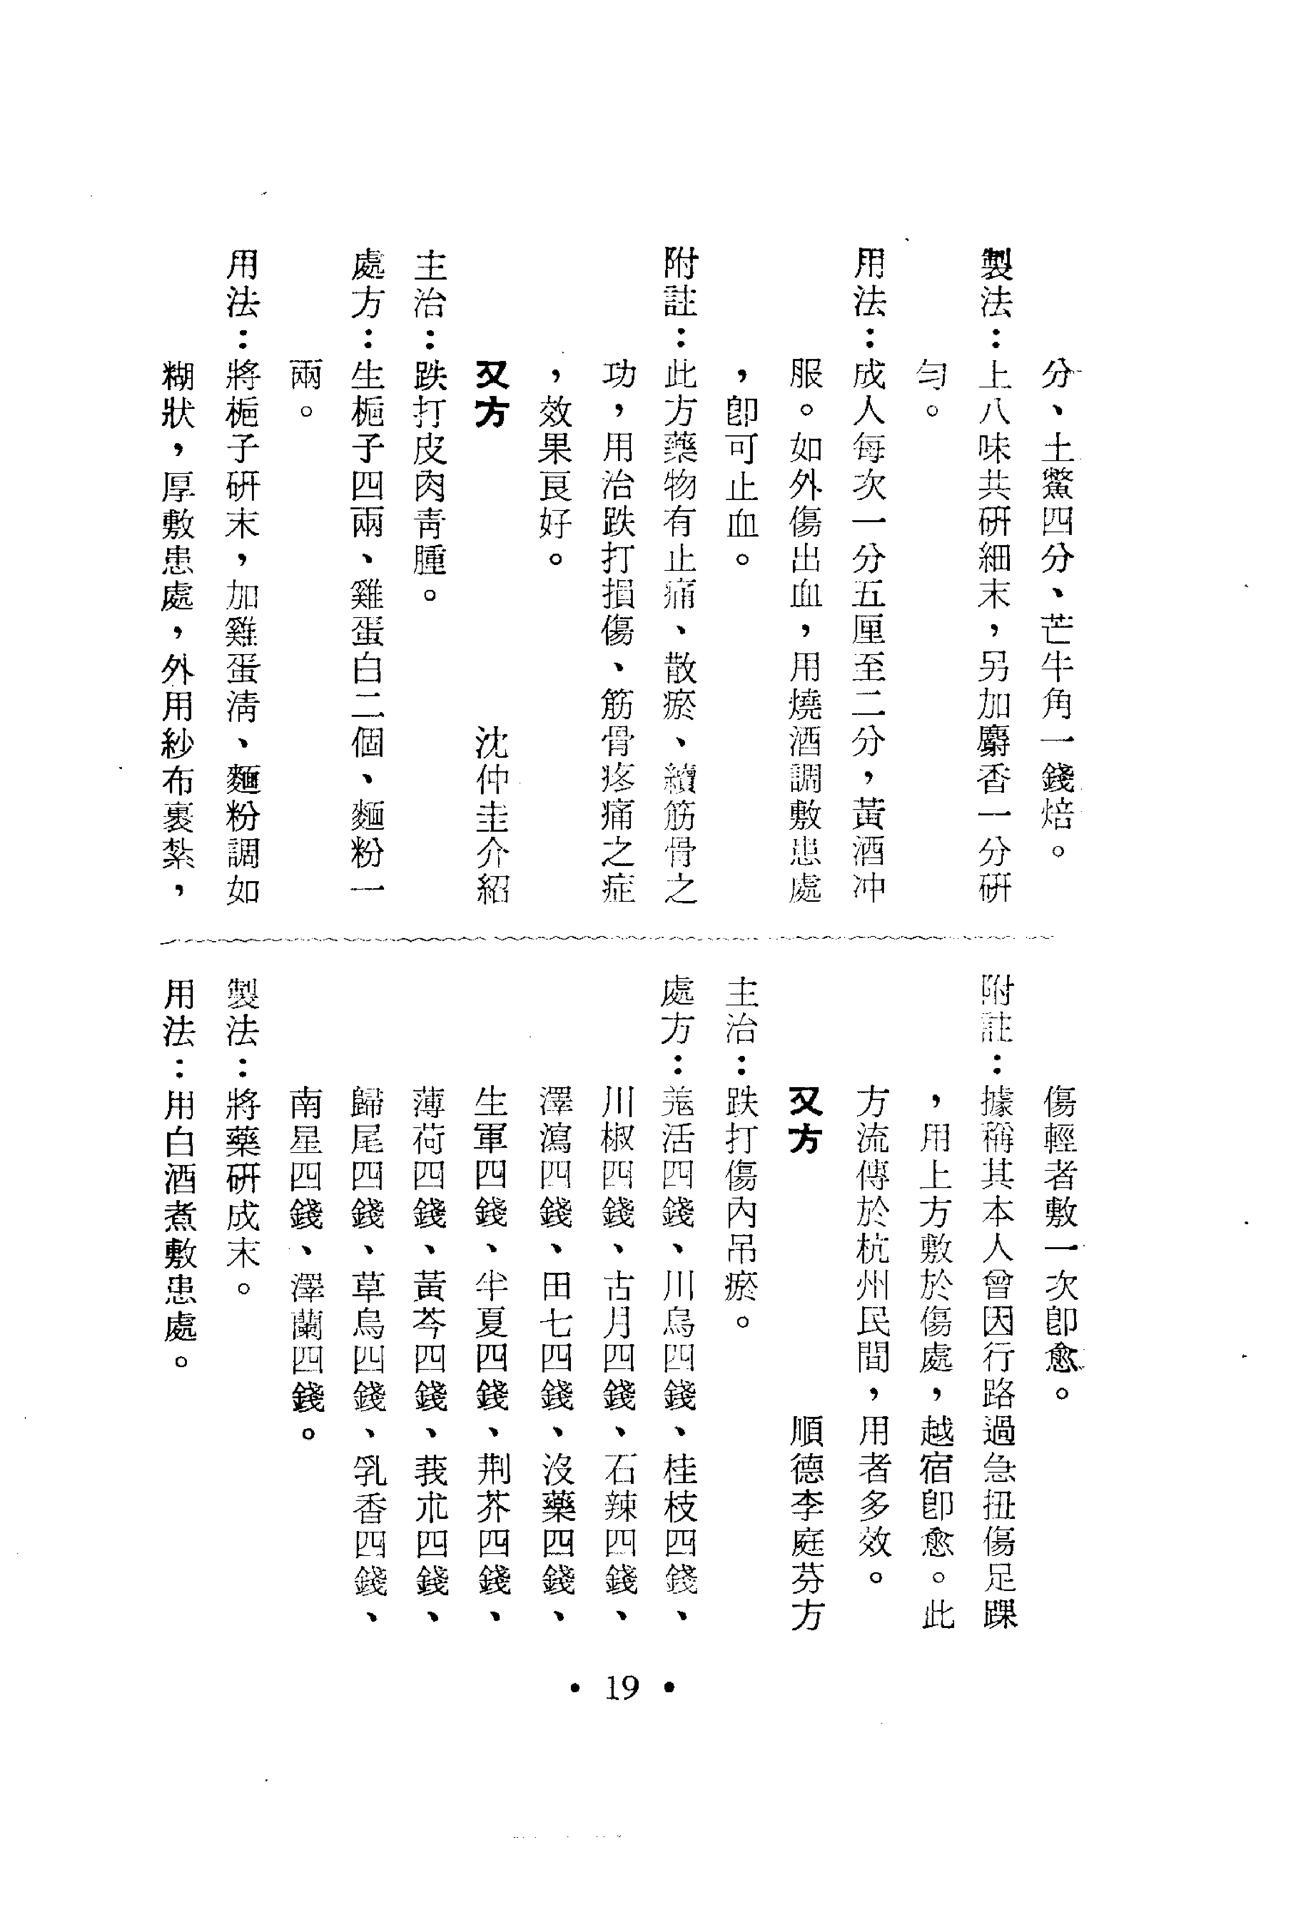 分、土鱉四分、芒牛角一錢焙。
製法：上八味共研細末，另加麝香一分研
勻。
用法：成人每次一分五厘至二分，黃酒冲
服。如外傷出血，用燒酒調敷患處
，卽可止血。
附註：此方藥物有止痛、散瘀、續筋骨之
功，用治跌打損傷、筋骨疼痛之症
，效果良好。
又方　沈仲圭介紹
主治：跌打皮肉青腫。
處方：生梔子四兩、雞蛋白二個、麵粉一
兩。
用法：將梔子研末，加雞蛋清、麵粉調如
糊狀，厚敷患處，外用紗布裹紮，
傷輕者敷一次卽愈。
附註：據稱其本人曾因行路過急扭傷足踝
，用上方敷於傷處，越宿卽愈。此
方流傳於杭州民間，用者多效。
又方　順德李庭芬方
主治：跌打傷內吊瘀。
處方：羗活四錢、川烏四錢、桂枝四錢、
川椒四錢、古月四錢、石辣四錢、
澤瀉四錢、田七四錢、沒藥四錢、
生軍四錢、半夏四錢、荆芥四錢、
薄荷四錢、黃芩四錢、莪朮四錢、
歸尾四錢、草烏四錢、乳香四錢、
南星四錢、澤蘭四錢。
製法：將藥研成末。
用法：用白酒煮敷患處。
• 19 •